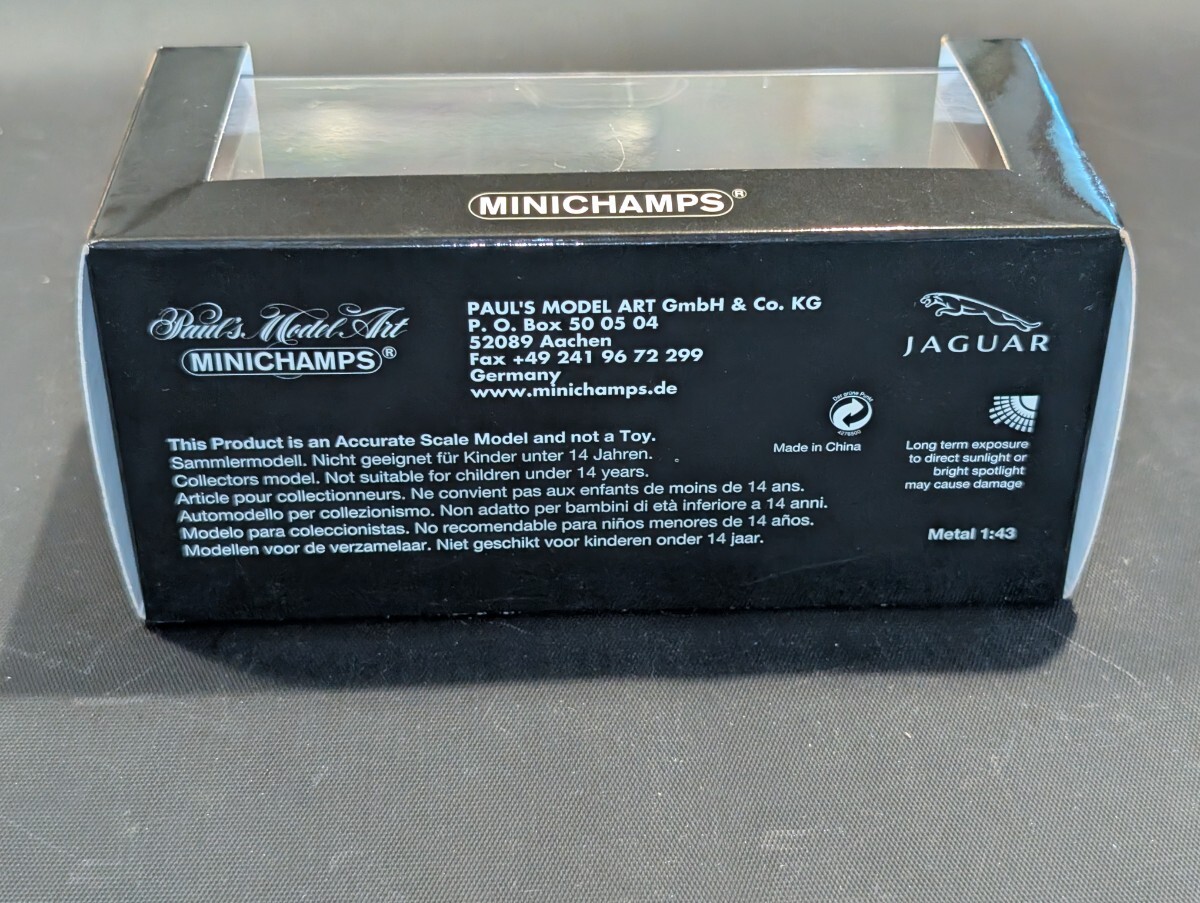 MINICHAMPS®
Paul's Model Art
MINICHAMPS®
PAUL'S MODEL ART GmbH & Co. KG
P. O. Box 50 05 04
52089 Aachen
Fax +49 241 96 72 299
Germany
www.minichamps.de
JAGUAR
This Product is an Accurate Scale Model and not a Toy.
Sammlermodell. Nicht geeignet für Kinder unter 14 Jahren.
Collectors model. Not suitable for children under 14 years.
Article pour collectionneurs. Ne convient pas aux enfants de moins de 14 ans.
Automodello per collezionismo. Non adatto per bambini di età inferiore a 14 anni.
Modelo para coleccionistas. No recomendable para niños menores de 14 años.
Modellen voor de verzamelaar. Niet geschikt voor kinderen onder 14 jaar.
Der grüne Punkt
Made in China
Long term exposure
to direct sunlight or
bright spotlight
may cause damage
Metal 1:43